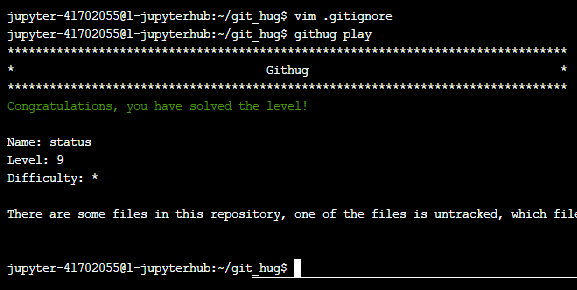 jupyter-41702055@l-jupyterhub:~/git_hug$ vim .gitignore
jupyter-41702055@l-jupyterhub:~/git_hug$ githug play
********************************************************************************
*                                    Githug                                    *
********************************************************************************
Congratulations, you have solved the level!
Name: status
Level: 9
Difficulty: *
There are some files in this repository, one of the files is untracked, which file
jupyter-41702055@l-jupyterhub:~/git_hug$